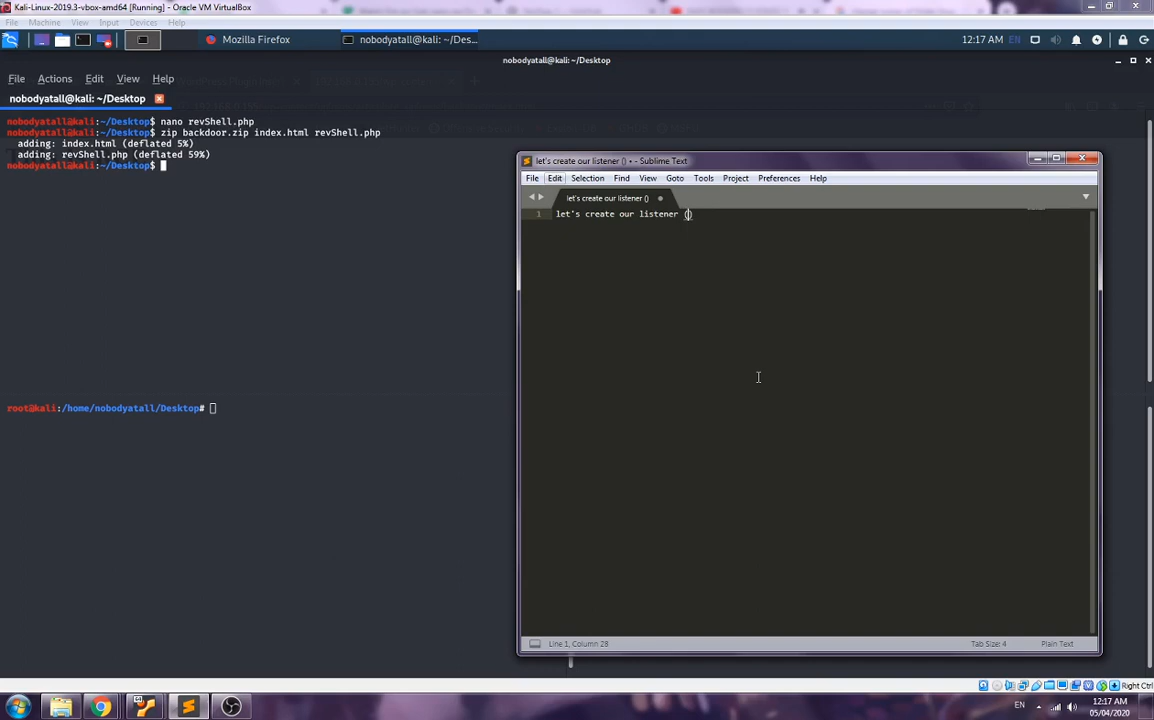 Kali-Linux-2019.3-vbox-amd64 [Running] - Oracle VM VirtualBox
File Machine View Input Devices Help
Mozilla Firefox
nobodyatall@kali: ~/Des...
12:17 AM EN
nobodyatall@kali: ~/Desktop
File Actions Edit View Help
nobodyatall@kali: ~/Desktop
nobodyatall@kali:~/Desktop$ nano revShell.php
nobodyatall@kali:~/Desktop$ zip backdoor.zip index.html revShell.php
adding: index.html (deflated 5%)
adding: revShell.php (deflated 59%)
nobodyatall@kali:~/Desktop$
let's create our listener () • - Sublime Text
File Edit Selection Find View Goto Tools Project Preferences Help
let's create our listener ()
1 let's create our listener ()
root@kali:/home/nobodyatall/Desktop#
Line 1, Column 28
Tab Size: 4
Plain Text
Right Ctrl
EN
12:17 AM
05/04/2020